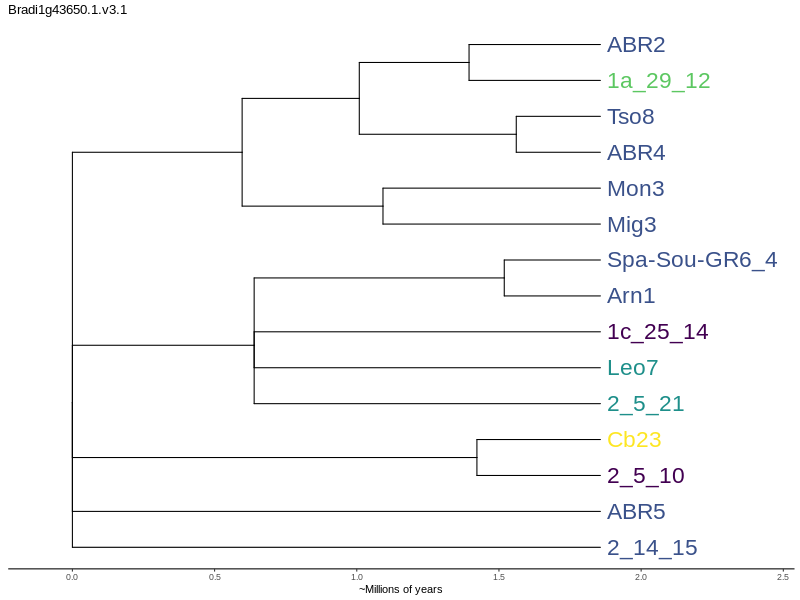 Bradi1g43650.1.v3.1
ABR2
1a_29_12
Tso8
ABR4
Mon3
Mig3
Spa-Sou-GR6_4
Arn1
1c_25_14
Leo7
2_5_21
Cb23
2_5_10
ABR5
2_14_15
0.0 0.5 1.0 1.5 2.0 2.5
~Millions of years